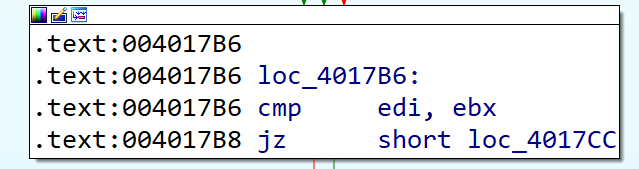 .text:004017B6
.text:004017B6 loc_4017B6:
.text:004017B6 cmp     edi, ebx
.text:004017B8 jz      short loc_4017CC